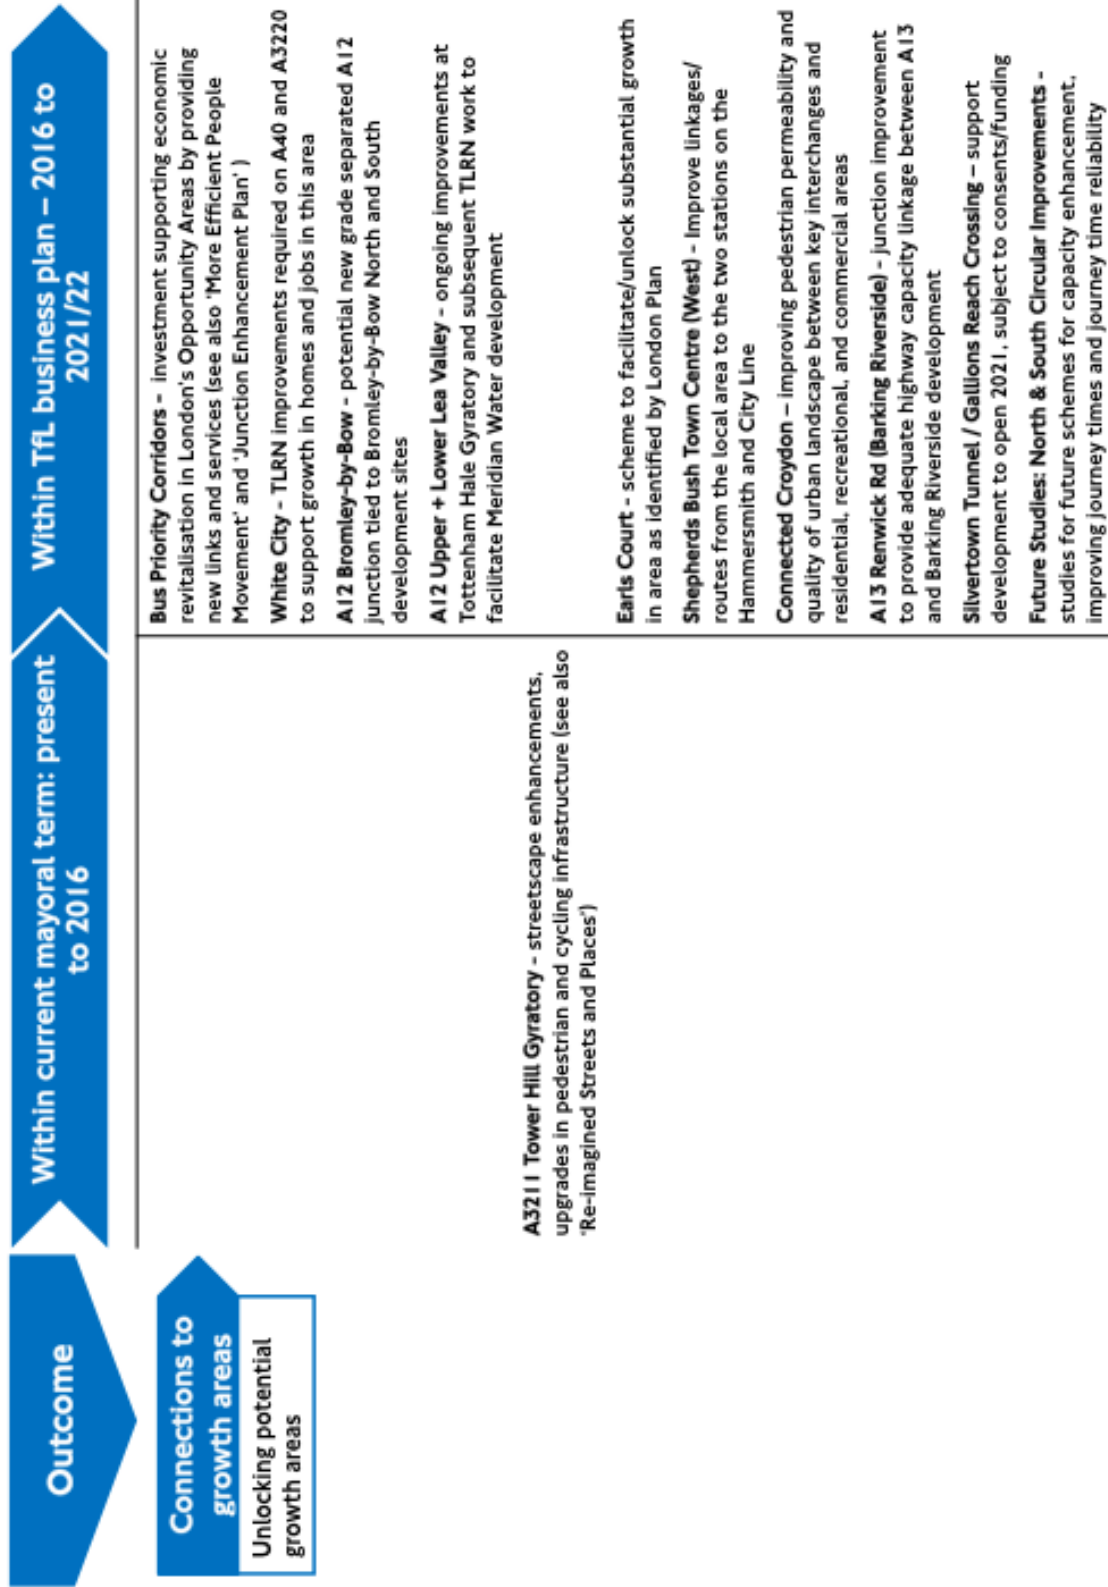 Outcome
Within current mayoral term: present
to 2016
Within TfL business plan – 2016 to
2021/22
Connections to
growth areas
Unlocking potential
growth areas
A3211 Tower Hill Gyratory - streetscape enhancements,
upgrades in pedestrian and cycling infrastructure (see also
'Re-imagined Streets and Places')
Bus Priority Corridors - investment supporting economic
revitalisation in London's Opportunity Areas by providing
new links and services (see also 'More Efficient People
Movement' and 'Junction Enhancement Plan' )
White City - TLRN improvements required on A40 and A3220
to support growth in homes and jobs in this area
A12 Bromley-by-Bow - potential new grade separated A12
junction tied to Bromley-by-Bow North and South
development sites
A12 Upper + Lower Lea Valley - ongoing improvements at
Tottenham Hale Gyratory and subsequent TLRN work to
facilitate Meridian Water development
Earls Court - scheme to facilitate/unlock substantial growth
in area as identified by London Plan
Shepherds Bush Town Centre (West) - Improve linkages/
routes from the local area to the two stations on the
Hammersmith and City Line
Connected Croydon – improving pedestrian permeability and
quality of urban landscape between key interchanges and
residential, recreational, and commercial areas
A13 Renwick Rd (Barking Riverside) - junction improvement
to provide adequate highway capacity linkage between A13
and Barking Riverside development
Silvertown Tunnel / Gallions Reach Crossing – support
development to open 2021, subject to consents/funding
Future Studies: North & South Circular Improvements -
studies for future schemes for capacity enhancement,
improving journey times and journey time reliability